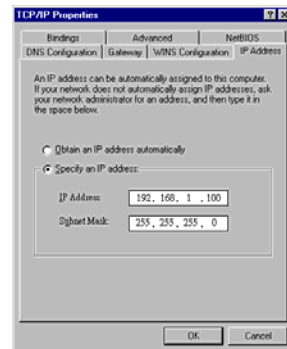 TCP/IP Properties
Bindings Advanced NetBIOS
DNS Configuration Gateway WINS Configuration IP Address
An IP address can be automatically assigned to this computer.
If your network does not automatically assign IP addresses, ask
your network administrator for an address, and then type it in
the space below.
Obtain an IP address automatically
Specify an IP address:
IP Address: 192. 168. 1 .100
Subnet Mask: 255. 255. 255. 0
OK Cancel